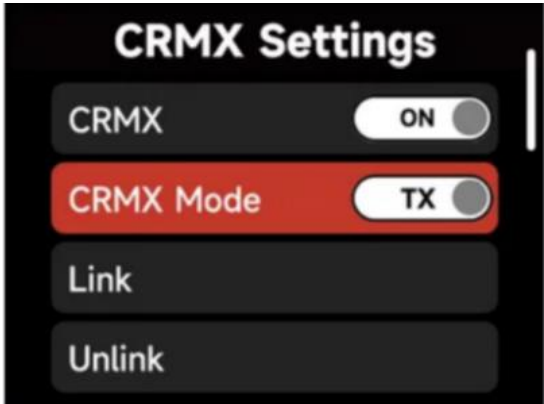 CRMX Settings
CRMX ON
CRMX Mode TX
Link
Unlink